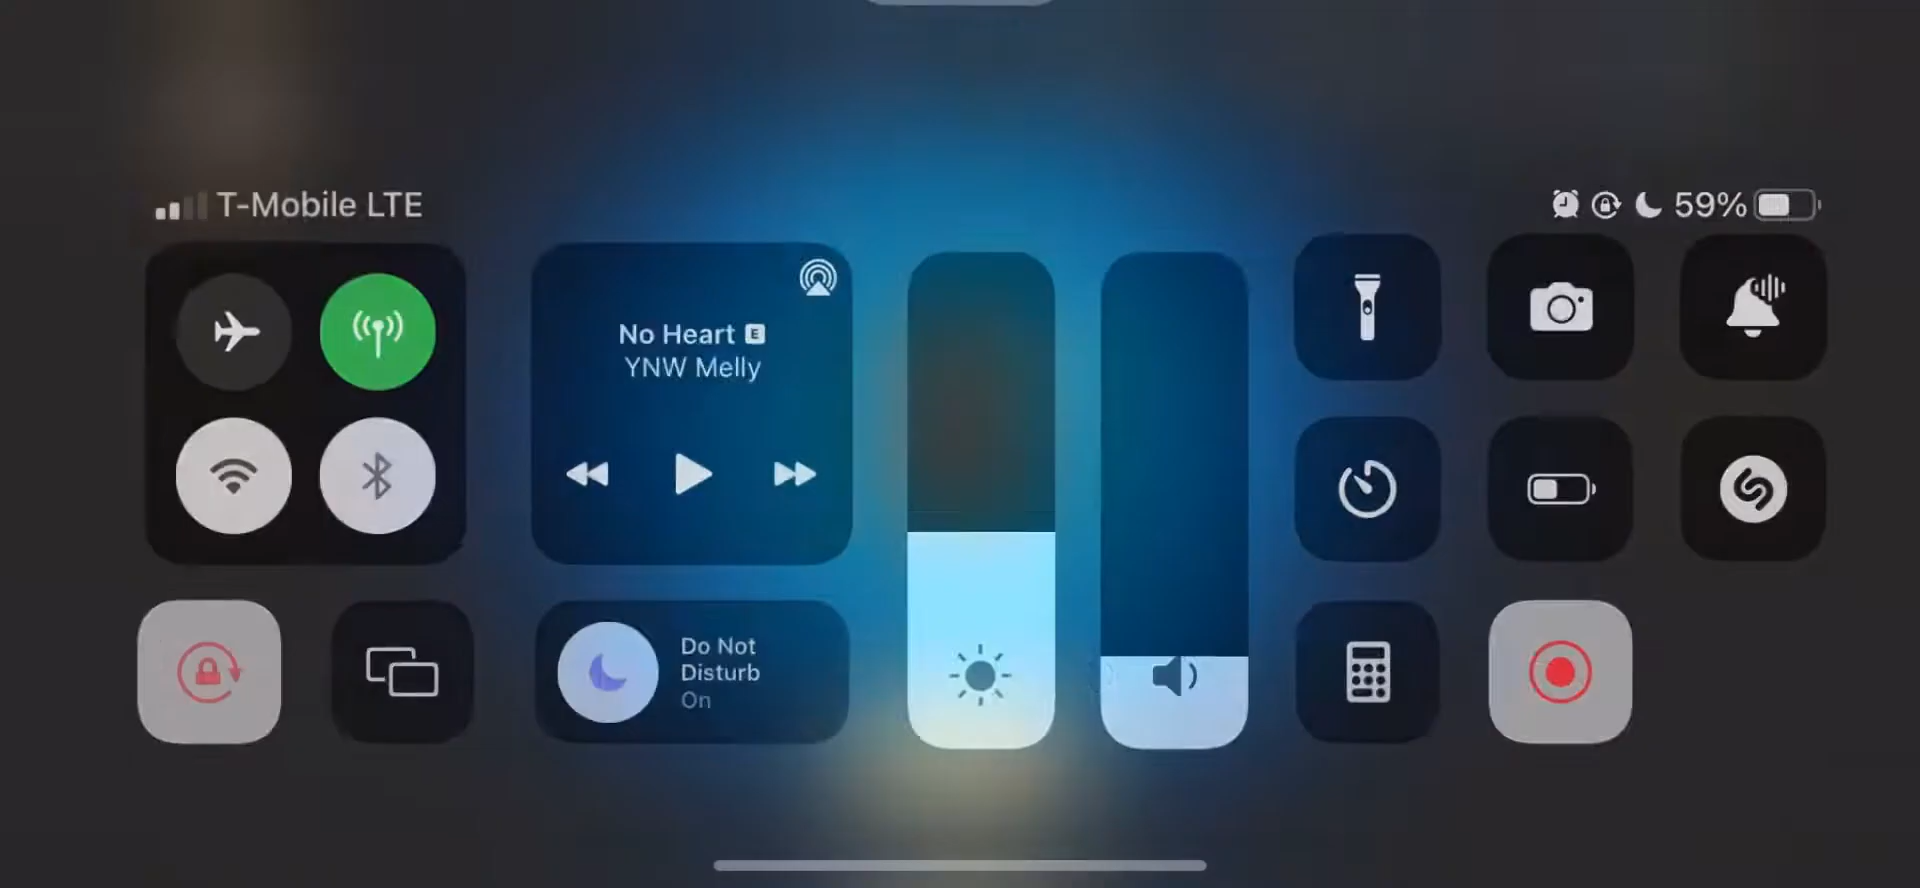 T-Mobile LTE
59%
No Heart E
YNW Melly
Do Not
Disturb
On